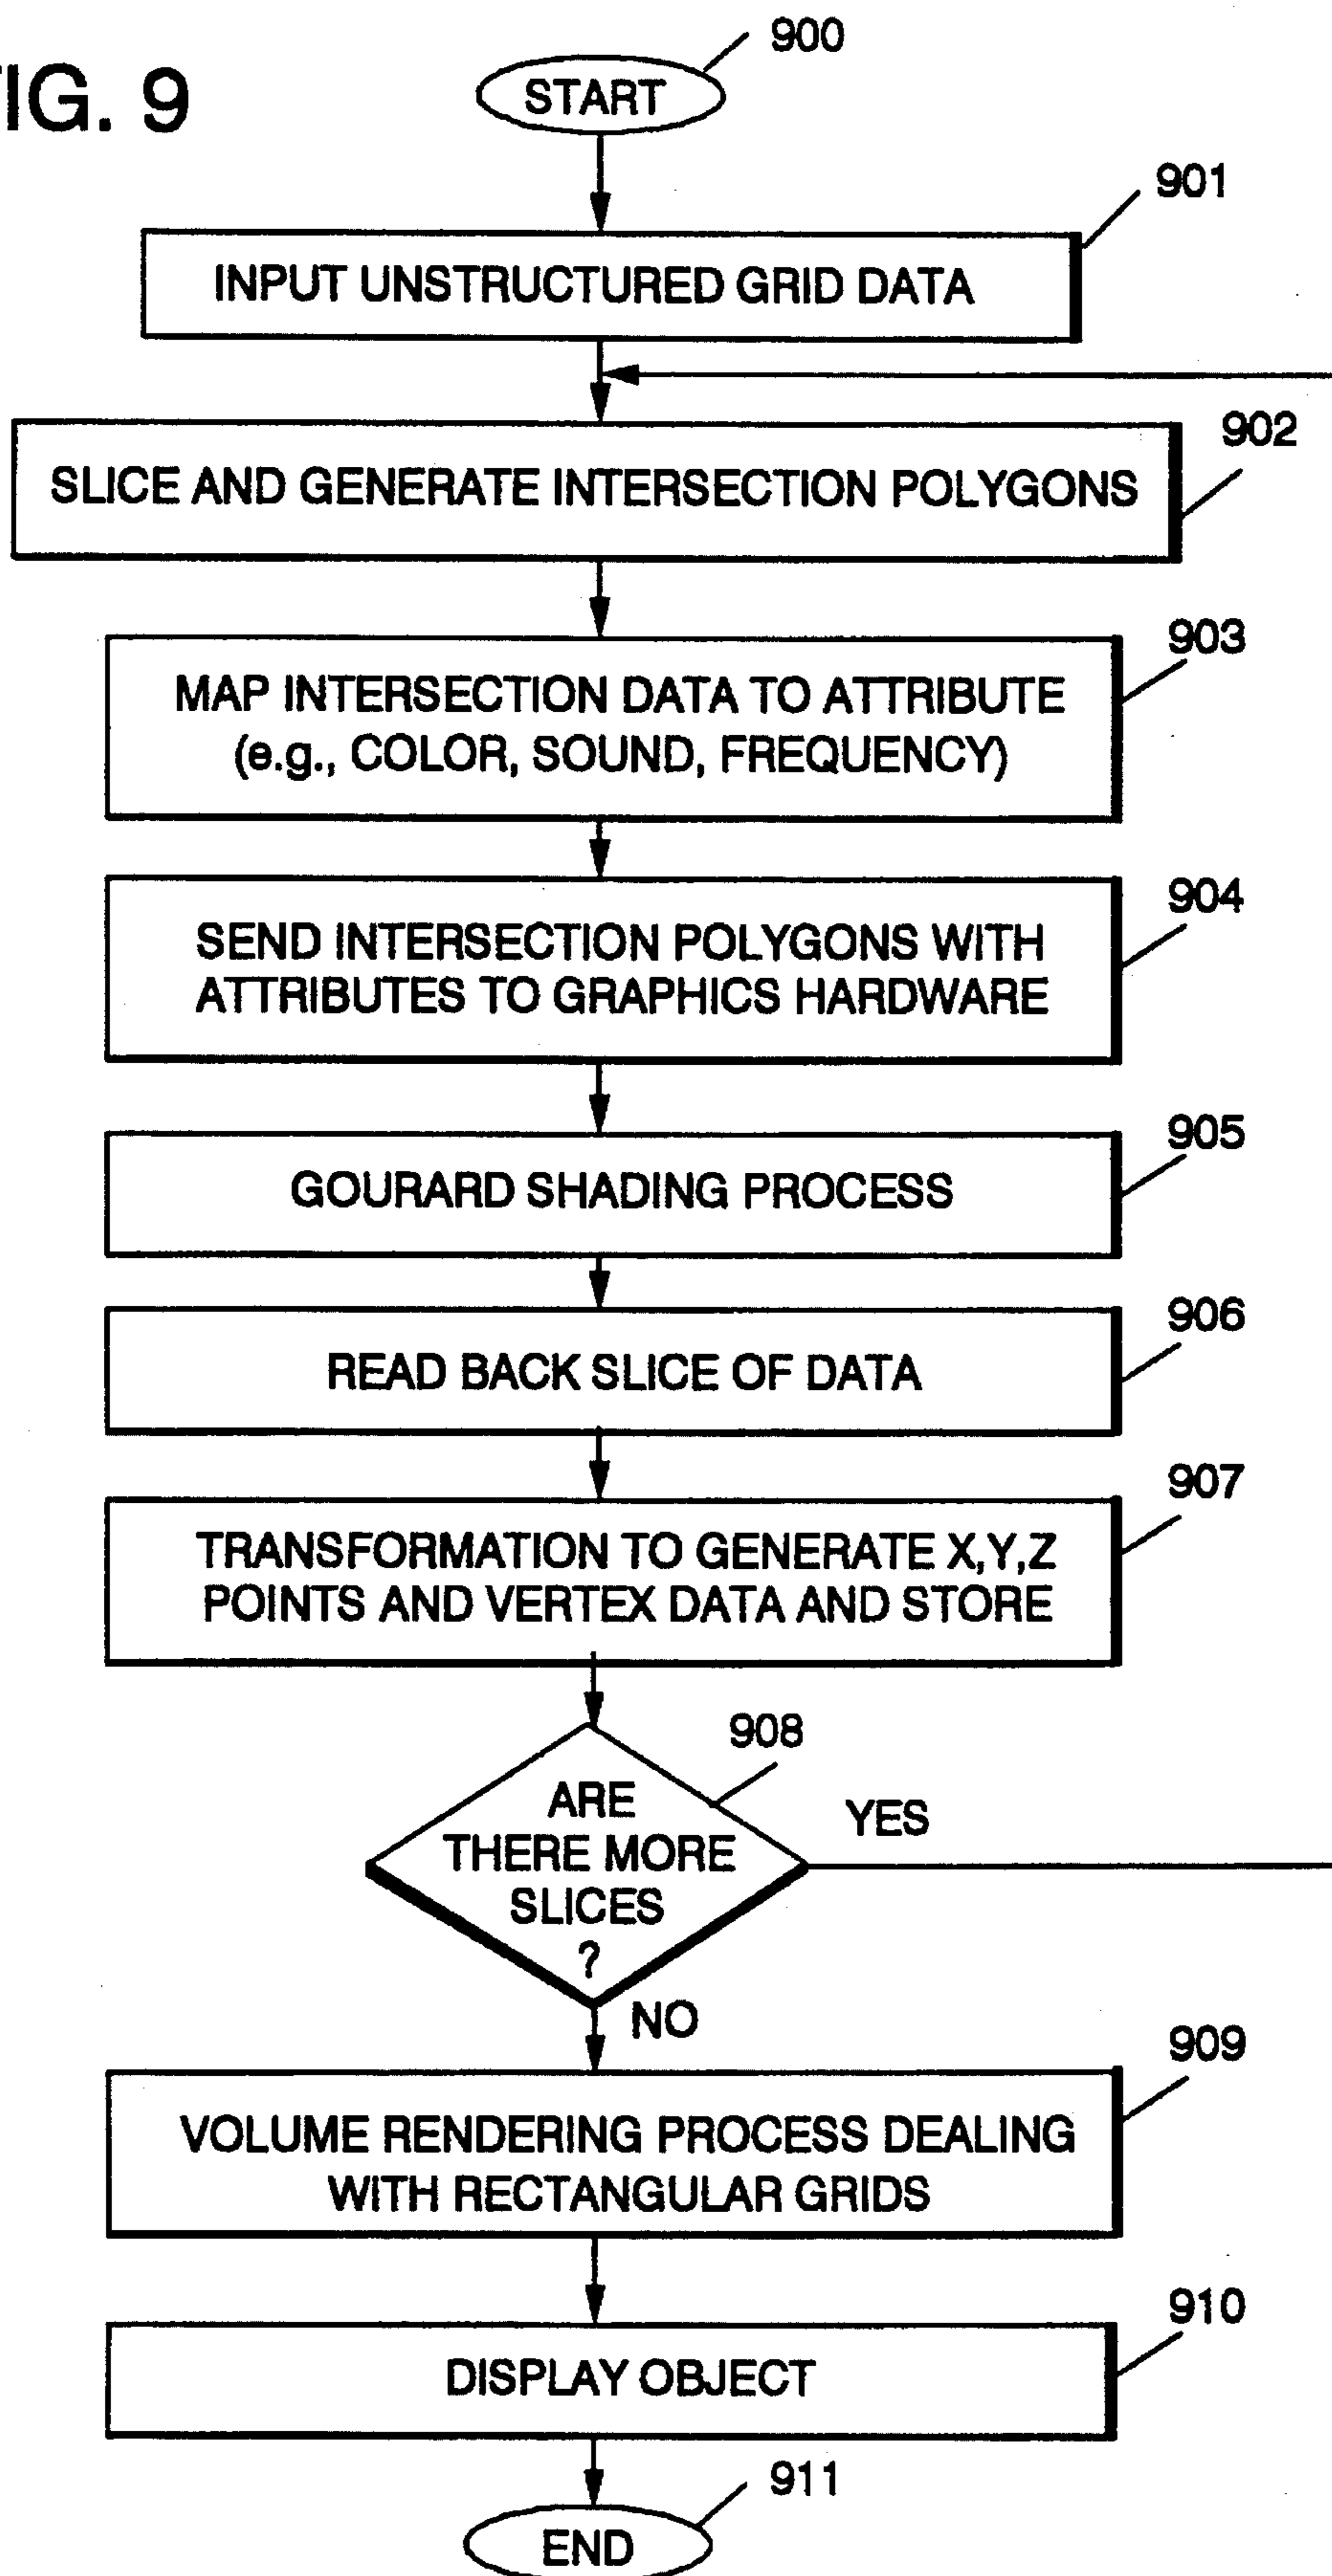 IG. 9
900
START
901
INPUT UNSTRUCTURED GRID DATA
902
SLICE AND GENERATE INTERSECTION POLYGONS
903
MAP INTERSECTION DATA TO ATTRIBUTE
(e.g., COLOR, SOUND, FREQUENCY)
904
SEND INTERSECTION POLYGONS WITH
ATTRIBUTES TO GRAPHICS HARDWARE
905
GOURARD SHADING PROCESS
906
READ BACK SLICE OF DATA
907
TRANSFORMATION TO GENERATE X,Y,Z
POINTS AND VERTEX DATA AND STORE
908
ARE
THERE MORE
SLICES
?
YES
NO
909
VOLUME RENDERING PROCESS DEALING
WITH RECTANGULAR GRIDS
910
DISPLAY OBJECT
911
END